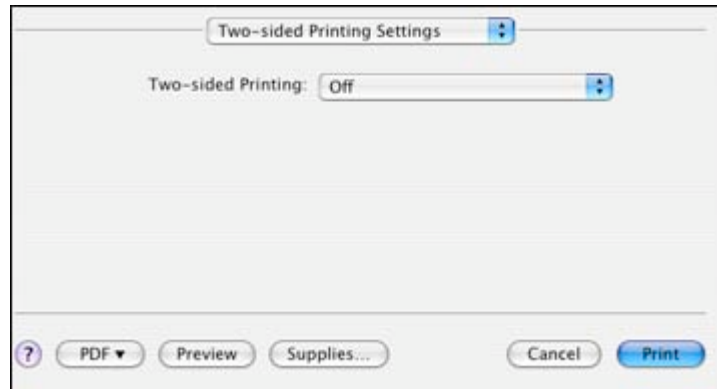 Two-sided Printing Settings
Two-sided Printing: Off
? PDF▼ Preview Supplies... Cancel Print